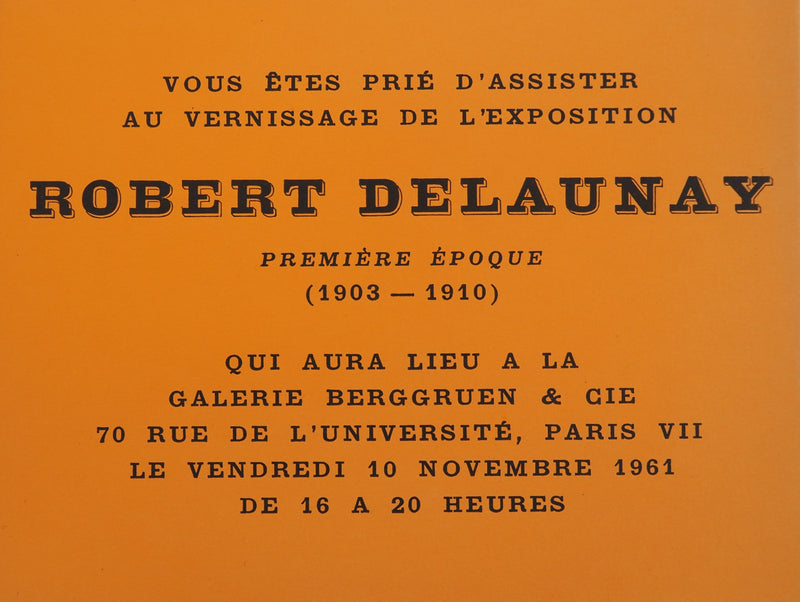 VOUS ÊTES PRIÉ D'ASSISTER
AU VERNISSAGE DE L'EXPOSITION
ROBERT DELAUNAY
PREMIÈRE ÉPOQUE
(1903 — 1910)
QUI AURA LIEU A LA
GALERIE BERGGRUEN & CIE
70 RUE DE L'UNIVERSITÉ, PARIS VII
LE VENDREDI 10 NOVEMBRE 1961
DE 16 A 20 HEURES